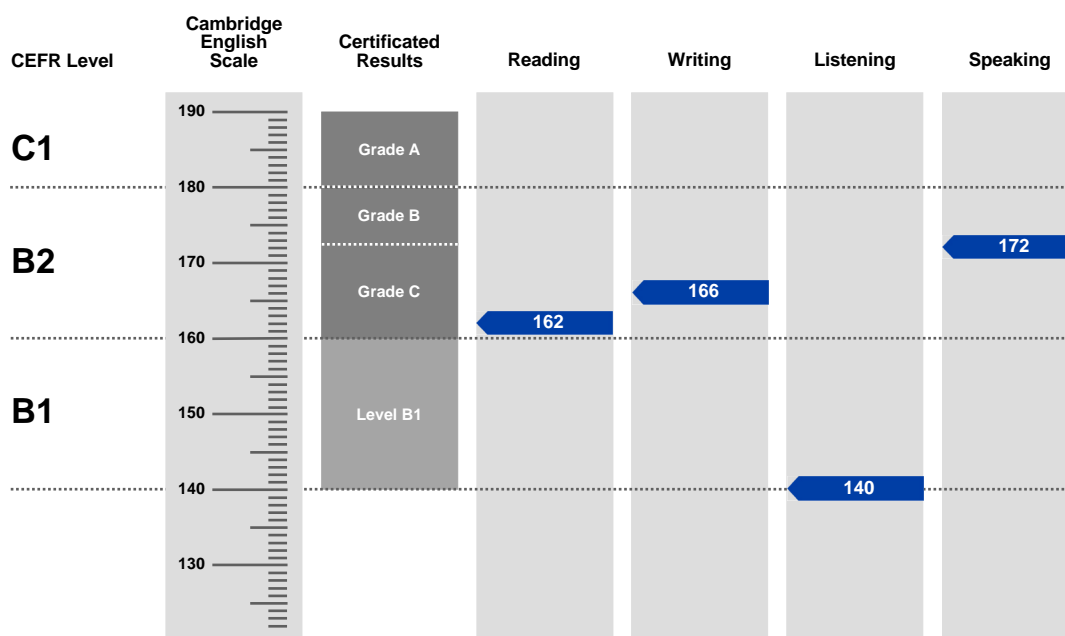 CEFR Level
Cambridge
English
Scale
Certificated
Results
Reading
Writing
Listening
Speaking
190
C1
Grade A
180
Grade B
B2
170
172
Grade C
166
162
160
B1
150
Level B1
140
140
130